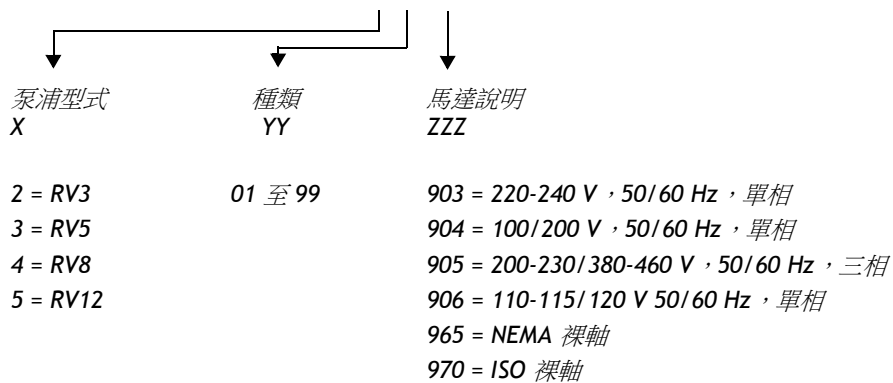 泵浦型式 種類 馬達說明
X YY ZZZ
2 = RV3 01 至 99 903 = 220-240 V，50/60 Hz，單相
3 = RV5 904 = 100/200 V，50/60 Hz，單相
4 = RV8 905 = 200-230/380-460 V，50/60 Hz，三相
5 = RV12 906 = 110-115/120 V 50/60 Hz，單相
965 = NEMA 裸軸
970 = ISO 裸軸